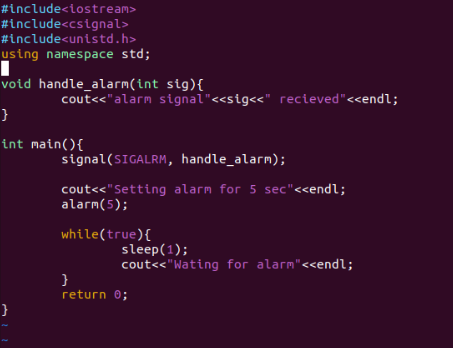 #include<iostream>
#include<csignal>
#include<unistd.h>
using namespace std;

void handle_alarm(int sig){
        cout<<"alarm signal"<<sig<<" recieved"<<endl;
}

int main(){
        signal(SIGALRM, handle_alarm);

        cout<<"Setting alarm for 5 sec"<<endl;
        alarm(5);

        while(true){
                sleep(1);
                cout<<"Wating for alarm"<<endl;
        }
        return 0;
}
~
~